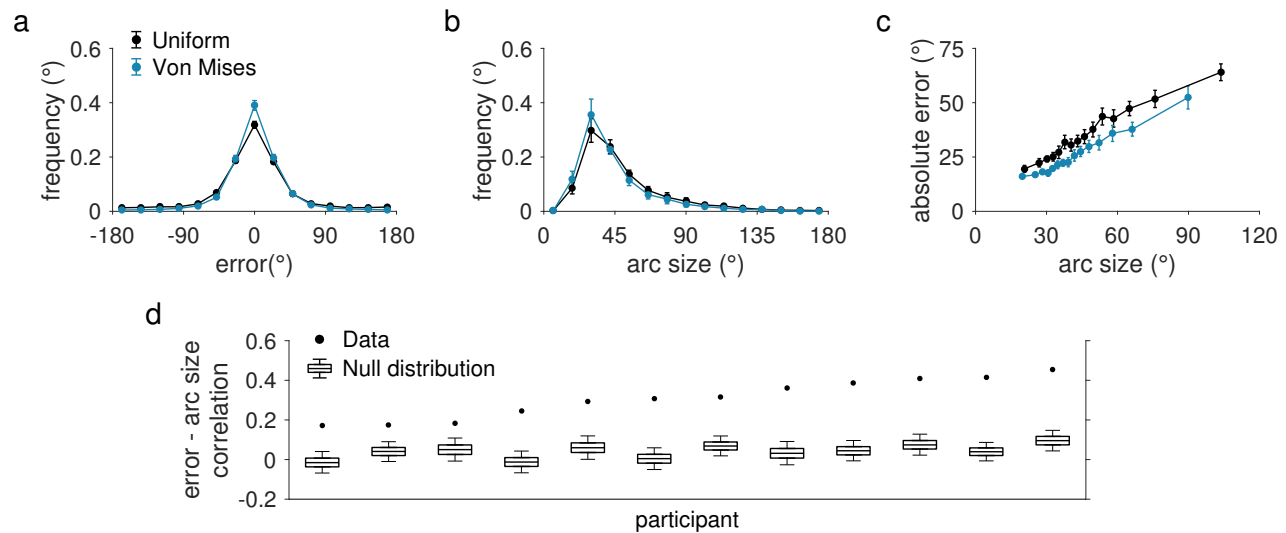 a
frequency (°)
0.6
0.4
0.2
0
-180
-90
0
90
180
error(°)
Uniform
Von Mises
b
frequency (°)
0.6
0.4
0.2
0
0
45
90
135
180
arc size (°)
c
absolute error (°)
75
50
25
0
0
30
60
90
120
arc size (°)
d
error - arc size
correlation
0.6
0.4
0.2
0
-0.2
Data
Null distribution
participant